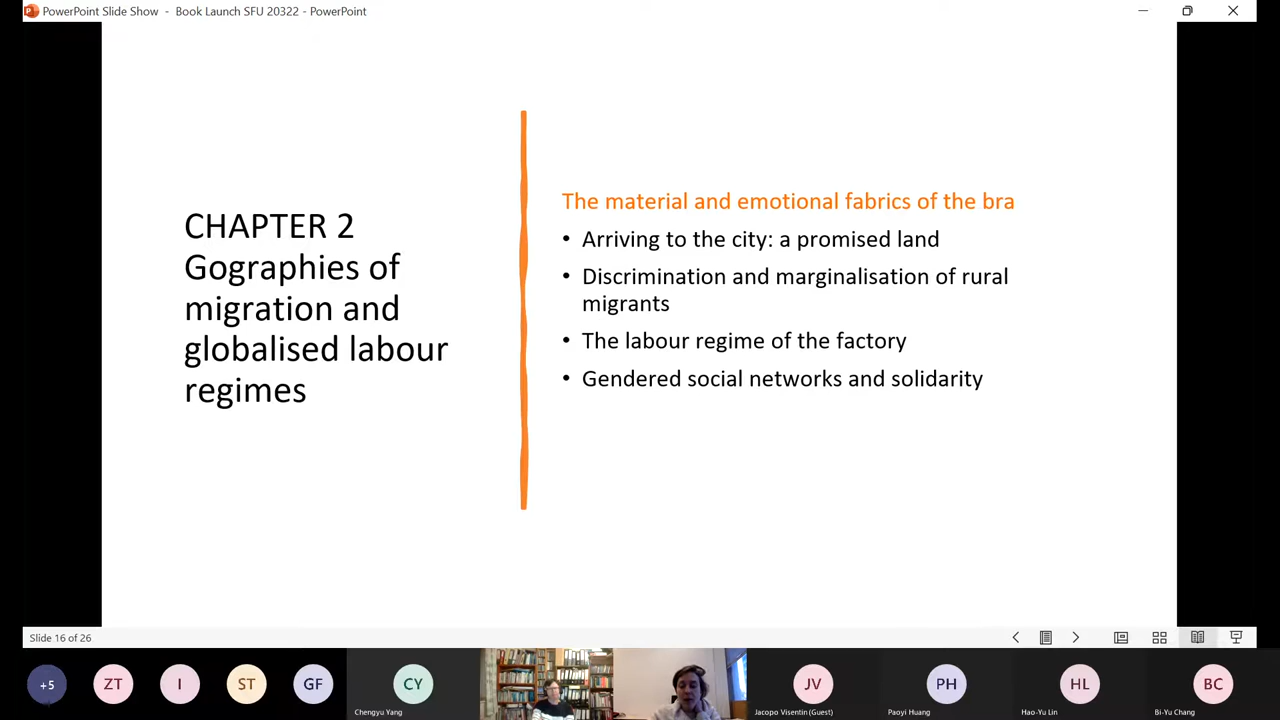 PowerPoint Slide Show - Book Launch SFU 20322 - PowerPoint
CHAPTER 2
Gographies of
migration and
globalised labour
regimes
The material and emotional fabrics of the bra
• Arriving to the city: a promised land
• Discrimination and marginalisation of rural
migrants
• The labour regime of the factory
• Gendered social networks and solidarity
Slide 16 of 26
+5
ZT
I
ST
GF
CY
Chengyu Yang
JV
Jacopo Visentin (Guest)
PH
Paoyi Huang
HL
Hao-Yu Lin
BC
Bi-Yu Chang